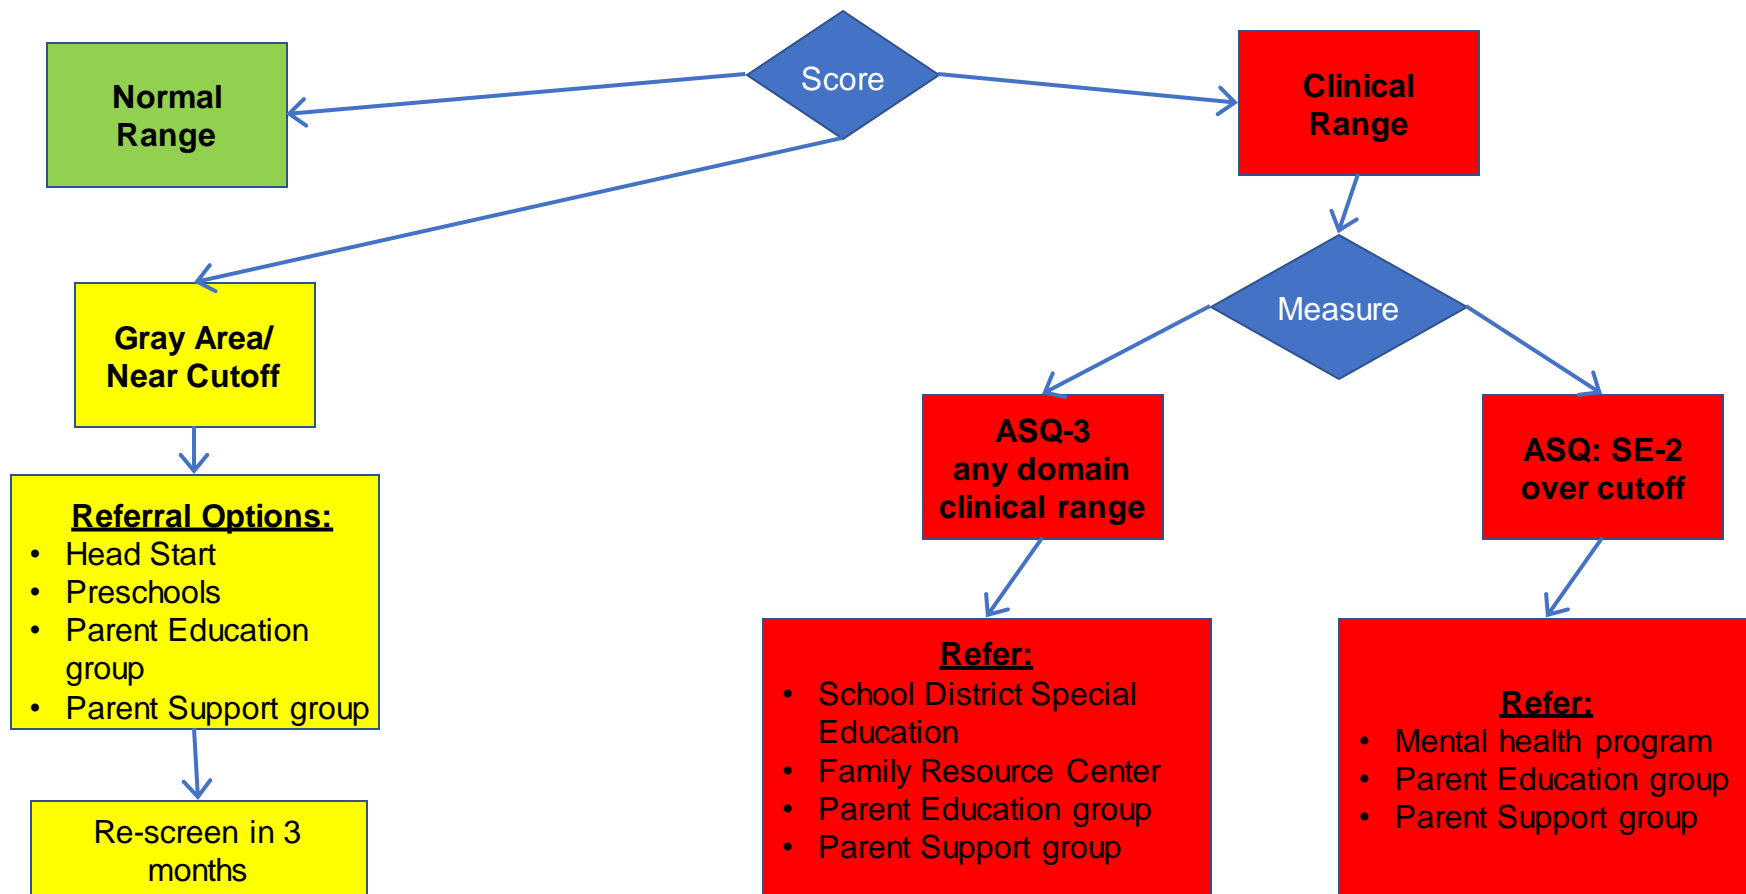 Score
Normal
Range
Clinical
Range
Gray Area/
Near Cutoff
Measure
ASQ-3
any domain
clinical range
ASQ: SE-2
over cutoff
Referral Options:
• Head Start
• Preschools
• Parent Education
group
• Parent Support group
Refer:
• School District Special
Education
• Family Resource Center
• Parent Education group
• Parent Support group
Refer:
• Mental health program
• Parent Education group
• Parent Support group
Re-screen in 3
months